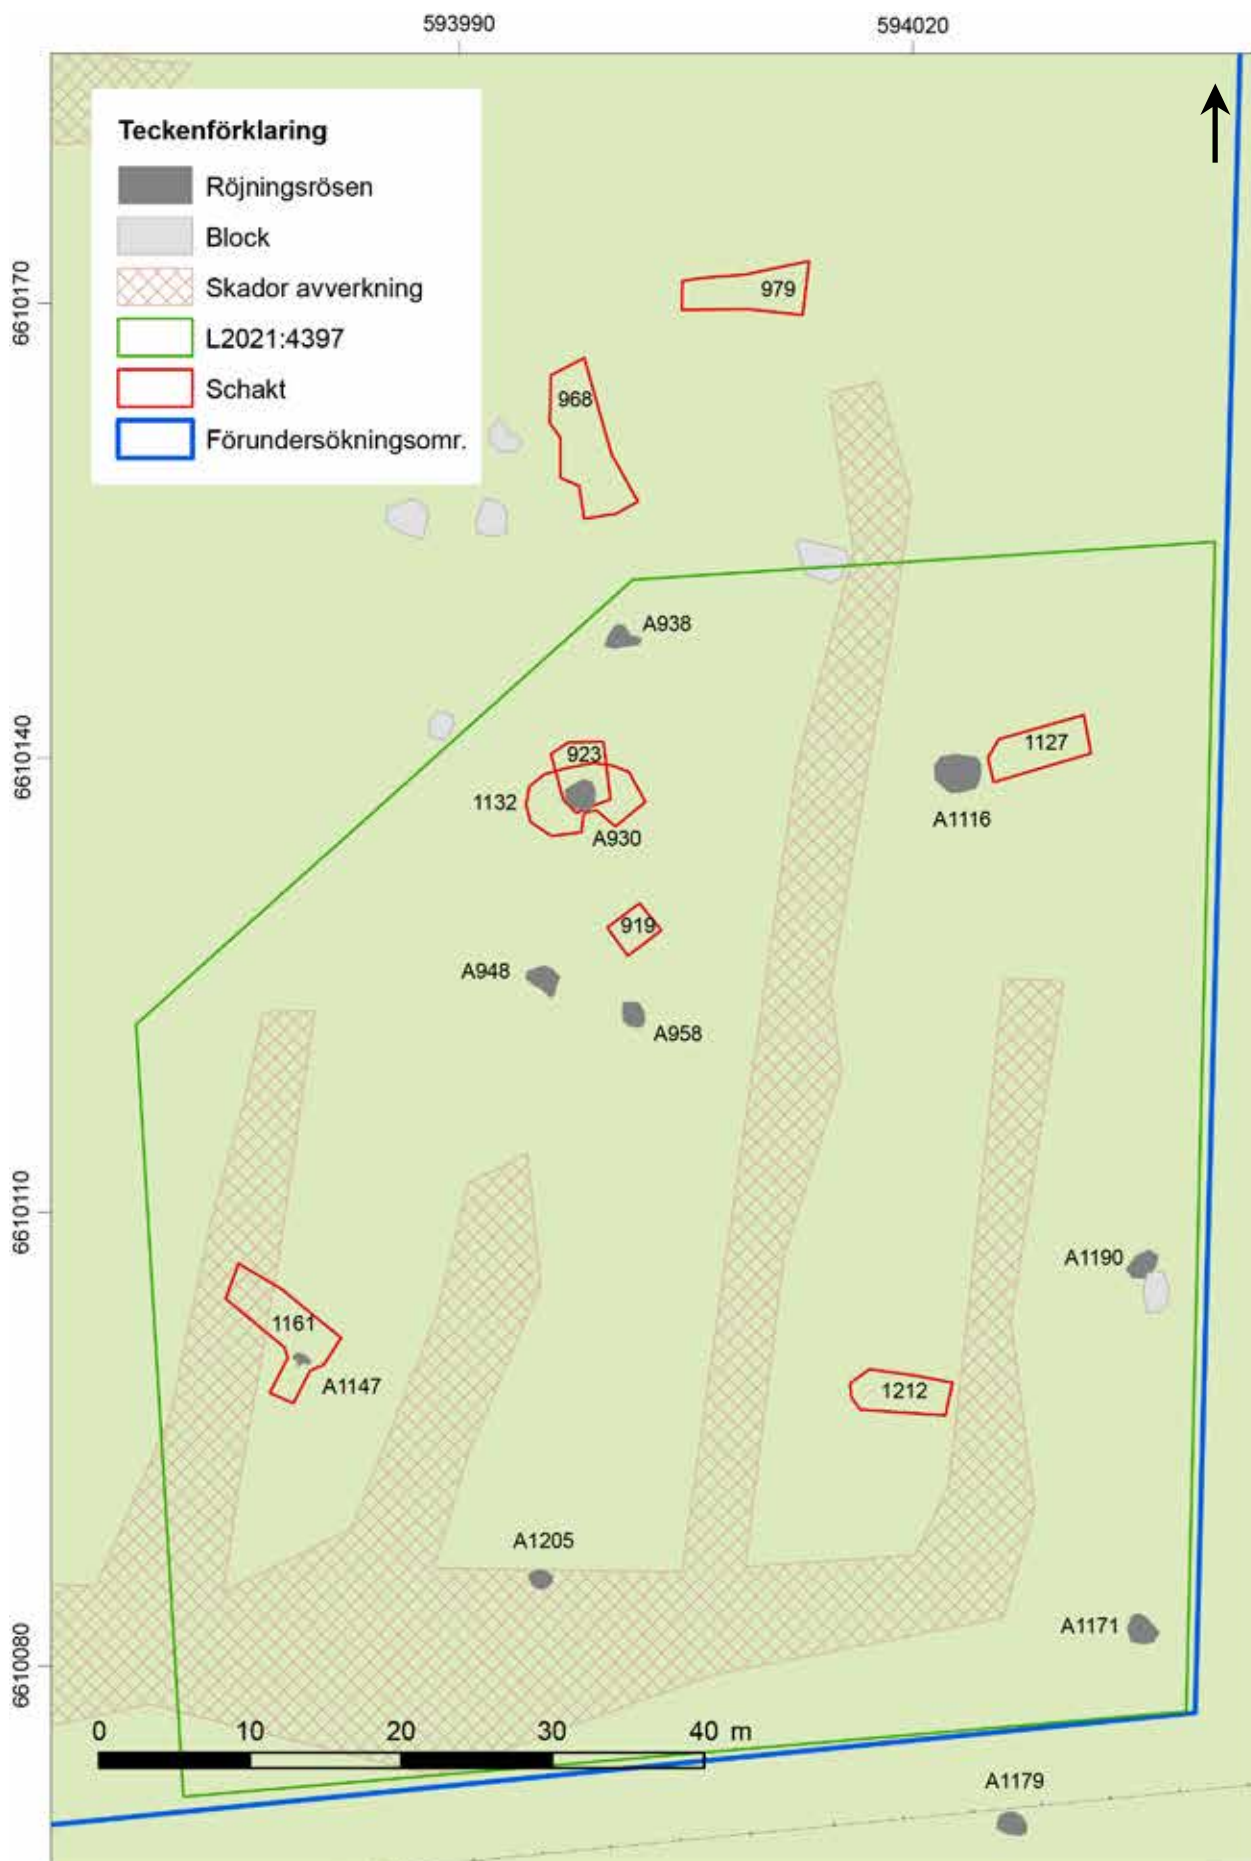 593990
594020
Teckenförklaring
Röjningsrösen
Block
Skador avverkning
L2021:4397
Schakt
Förundersökningsomr.
6610170
979
968
A938
6610140
923
1127
1132
A1116
A930
919
A948
A958
6610110
A1190
1161
A1147
1212
A1205
A1171
6610080
0 10 20 30 40 m
A1179